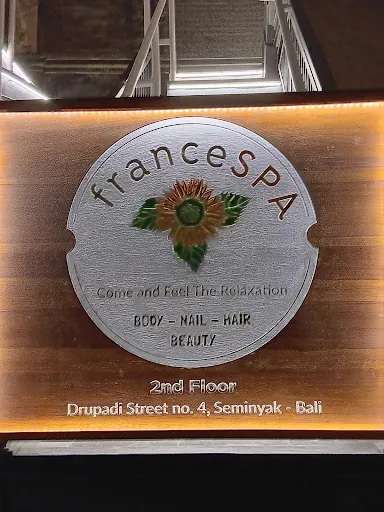 franceSPA
Come and Feel The Relaxation
BODY - NAIL - HAIR
BEAUTY
2nd Floor
Drupadi Street no. 4, Seminyak - Bali